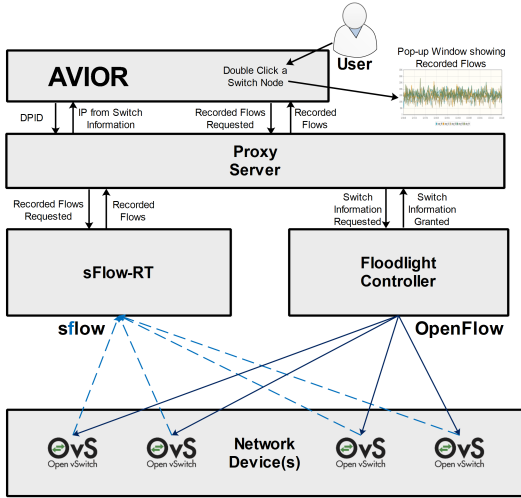 User
Pop-up Window showing
Recorded Flows
AVIOR
Double Click a
Switch Node
DPID
IP from Switch
Information
Recorded Flows
Requested
Recorded
Flows
Proxy
Server
Recorded Flows
Requested
Recorded
Flows
Switch
Information
Requested
Switch
Information
Granted
sFlow-RT
Floodlight
Controller
sflow
OpenFlow
OvS
Open vSwitch
OvS
Open vSwitch
Network
Device(s)
OvS
Open vSwitch
OvS
Open vSwitch